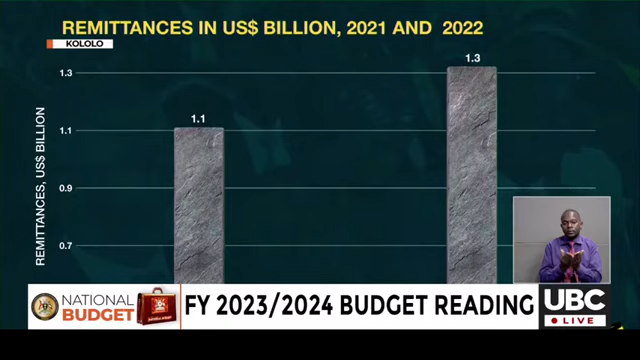 REMITTANCES IN US$ BILLION, 2021 AND 2022
KOLOLO
1.3
1.3
1.1
1.1
0.9
0.7
REMITTANCES, US$ BILLION
NATIONAL
BUDGET
FY 2023/2024 BUDGET READING
UBC
LIVE